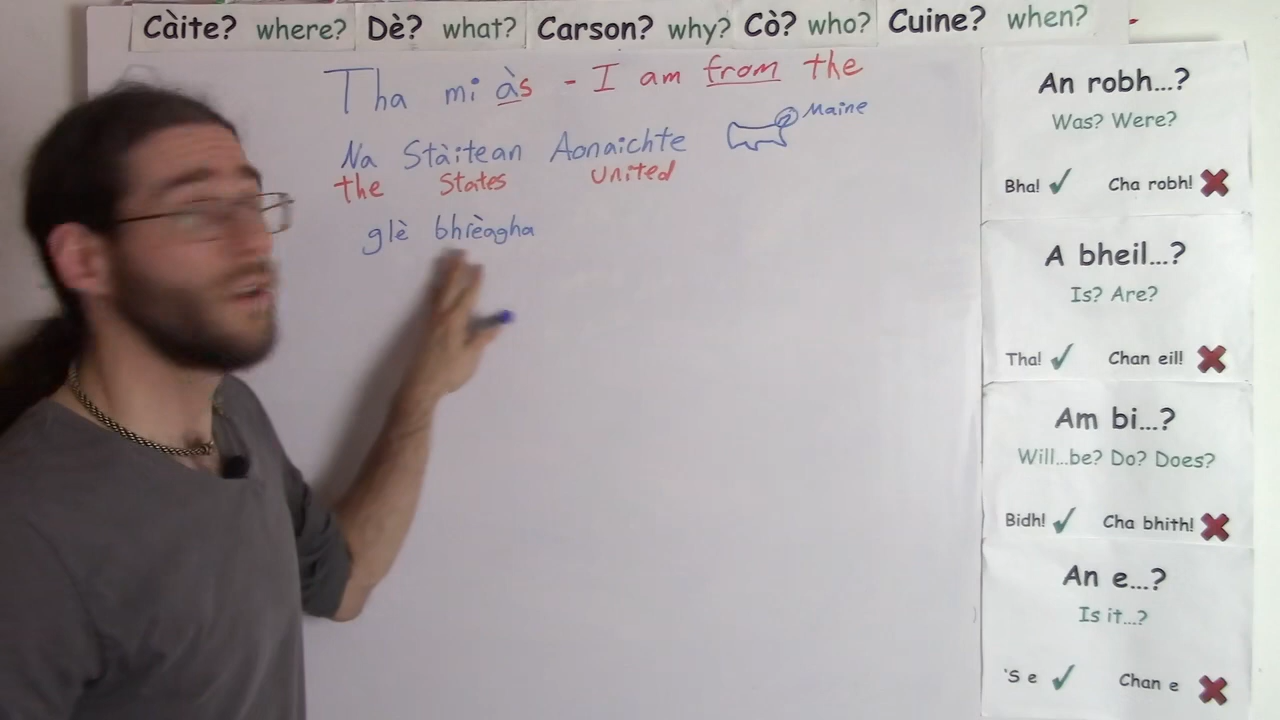 Càite? where? Dè? what? Carson? why? Cò? who? Cuine? when?
Tha mi às - I am from the
Na Stàitean Aonaichte
the States United
Maine
glè bhrèagha
An robh...?
Was? Were?
Bha! Cha robh!
A bheil...?
Is? Are?
Tha! Chan eil!
Am bi...?
Will...be? Do? Does?
Bidh! Cha bhith!
An e...?
Is it...?
'S e Chan e